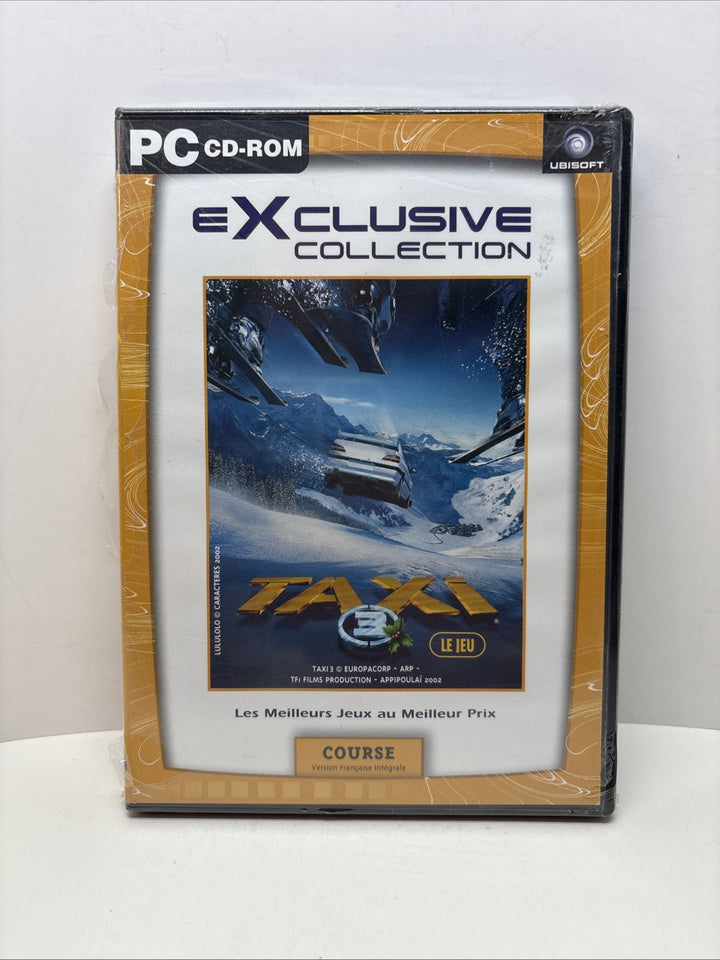 PC CD-ROM
UBISOFT
eXclusive
COLLECTION
LULULOLO © CARACTERES 2002
TAXi
3
LE JEU
TAXI 3 © EUROPACORP - ARP -
TF1 FILMS PRODUCTION - APPIPOULAÏ 2002
Les Meilleurs Jeux au Meilleur Prix
COURSE
Version Française Intégrale